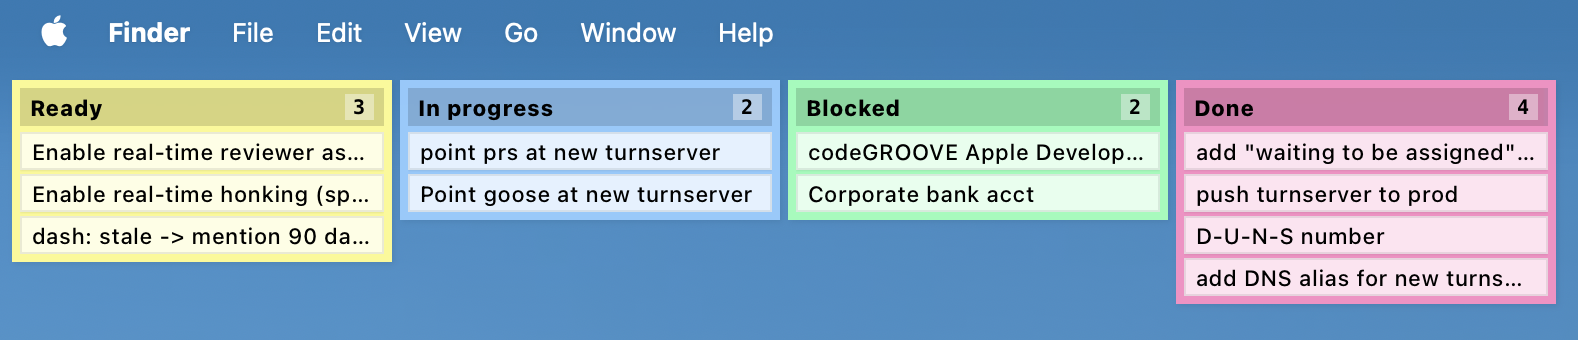 Finder File Edit View Go Window Help
Ready 3
Enable real-time reviewer as...
Enable real-time honking (sp...
dash: stale -> mention 90 da...
In progress 2
point prs at new turnserver
Point goose at new turnserver
Blocked 2
codeGROOVE Apple Develop...
Corporate bank acct
Done 4
add "waiting to be assigned"...
push turnserver to prod
D-U-N-S number
add DNS alias for new turns...